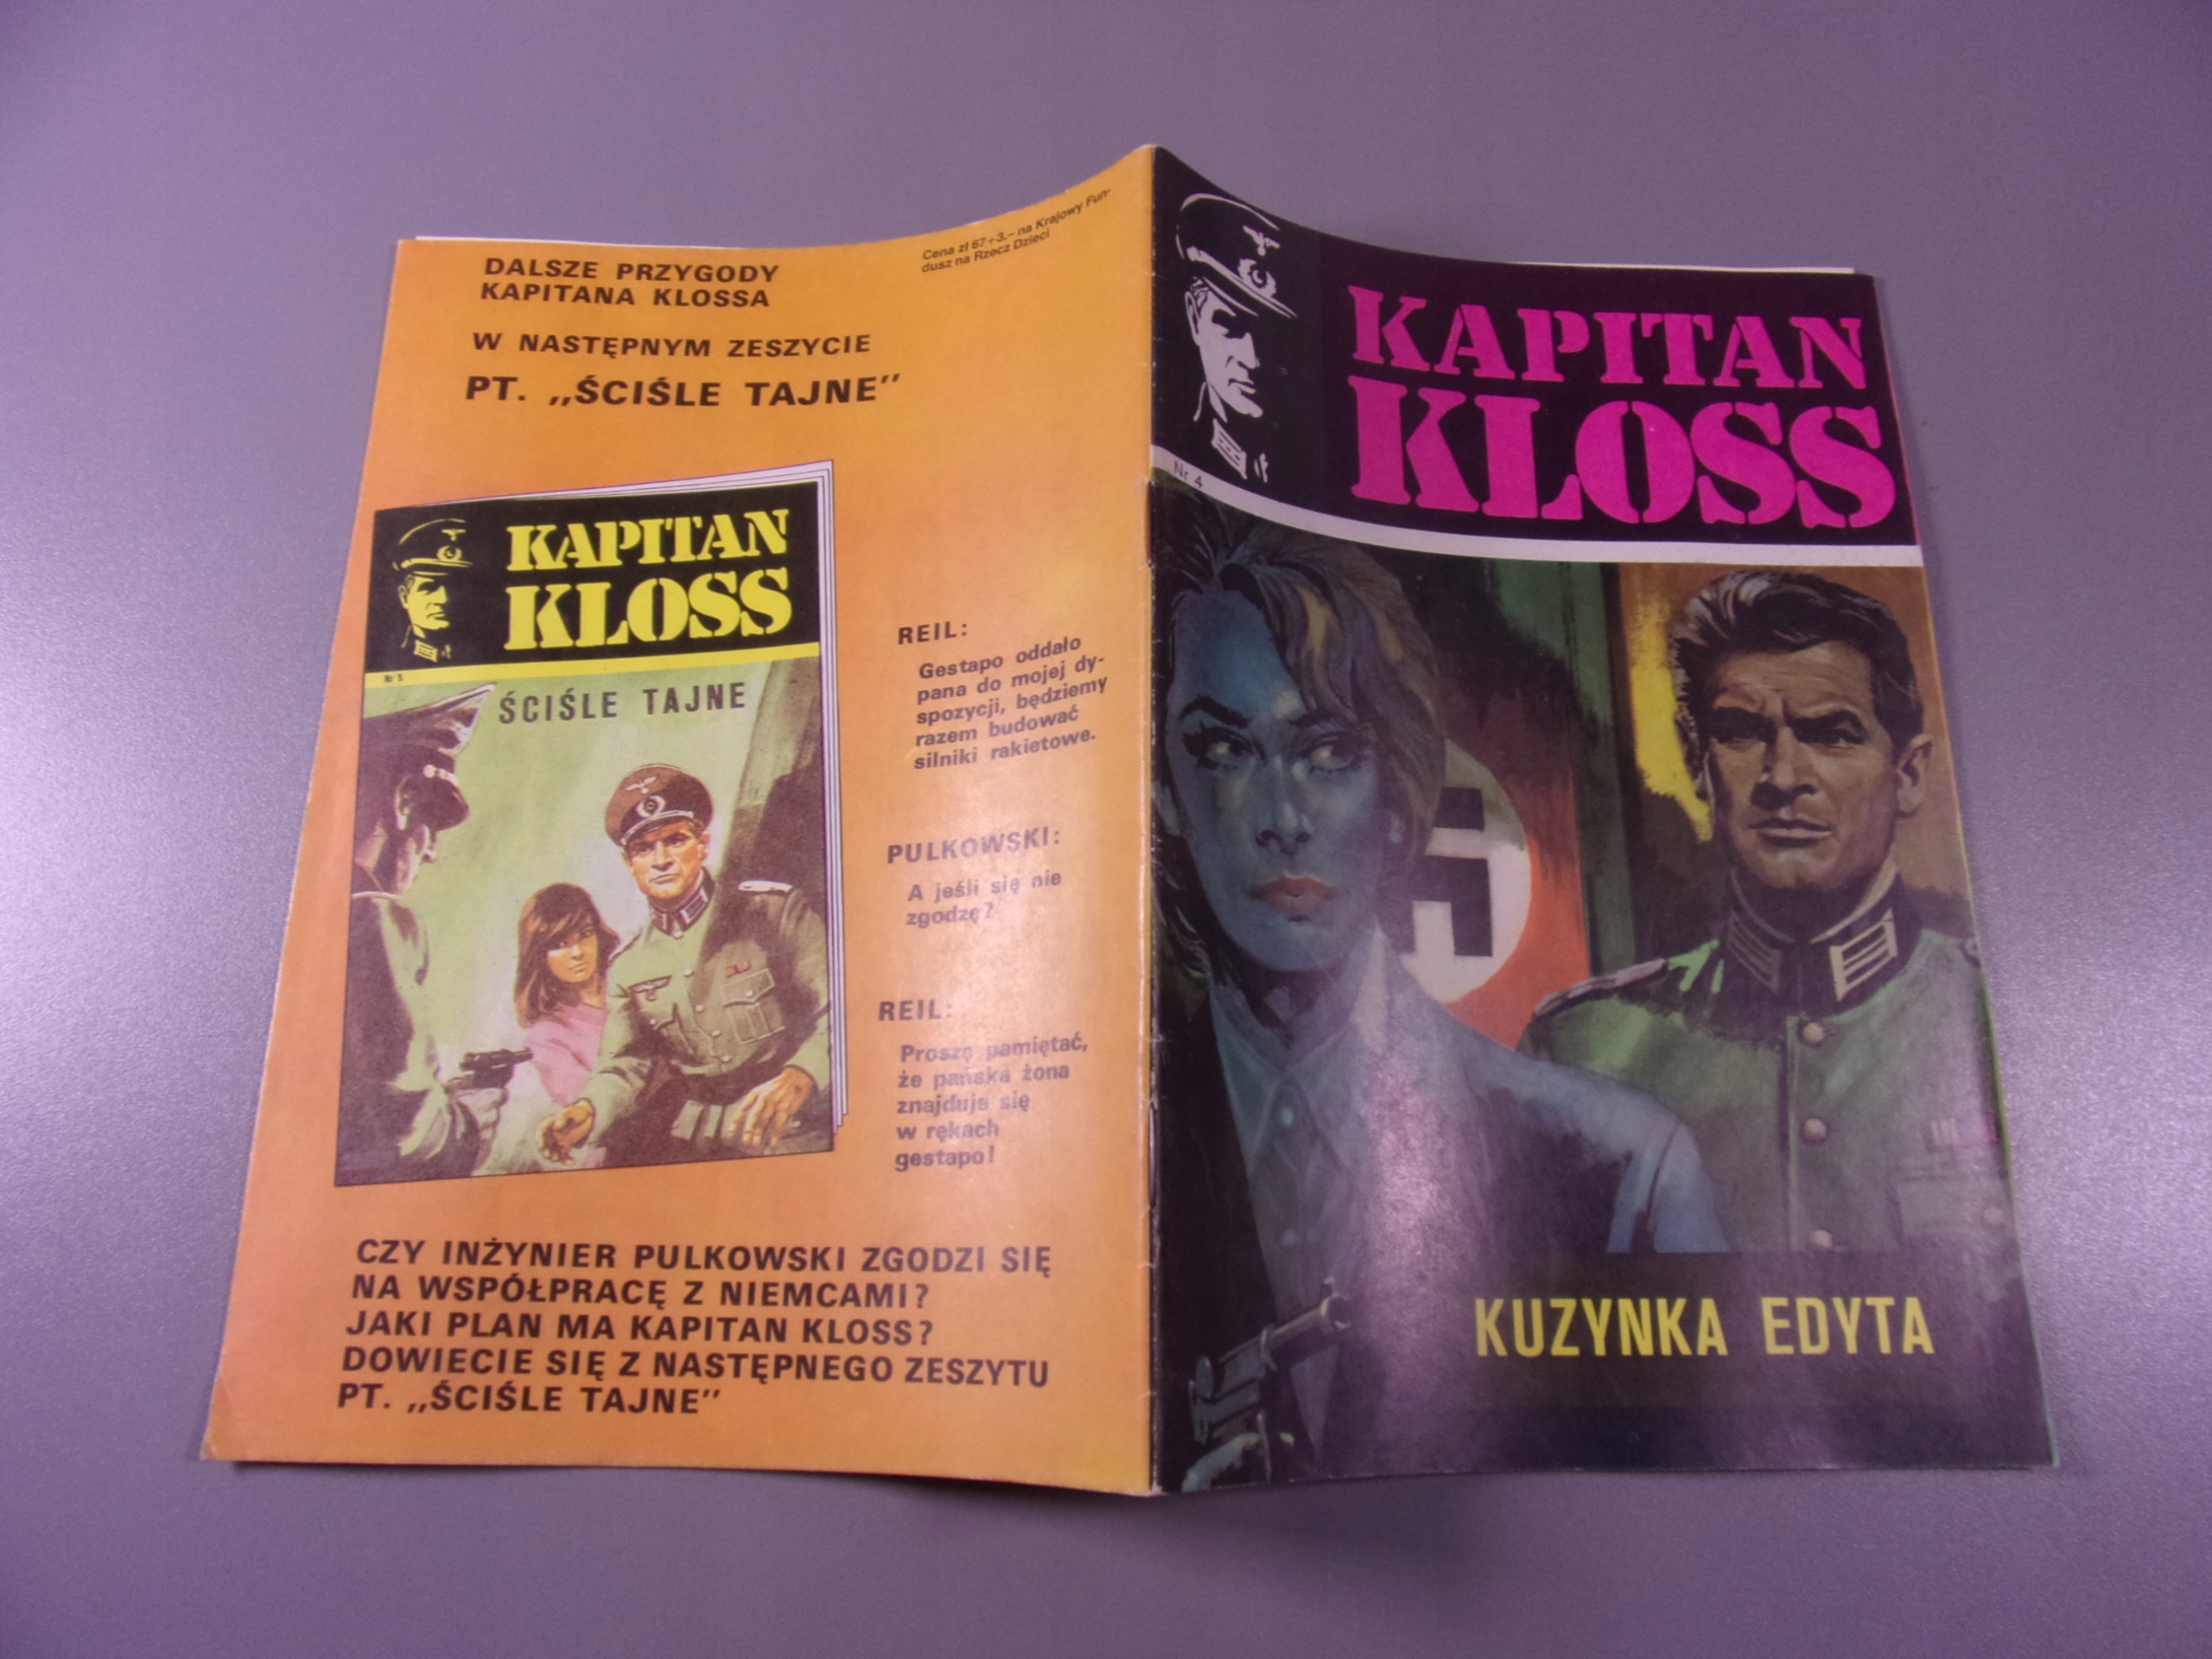 Cena zł 67+3.– na Krajowy Fun-
dusz na Rzecz Dzieci
DALSZE PRZYGODY
KAPITANA KLOSSA
W NASTĘPNYM ZESZYCIE
PT. „ŚCIŚLE TAJNE”
KAPITAN
KLOSS
Nr 5
ŚCIŚLE TAJNE
REIL:
Gestapo oddało
pana do mojej dy-
spozycji, będziemy
razem budować
silniki rakietowe.
PULKOWSKI:
A jeśli się nie
zgodzę?
REIL:
Proszę pamiętać,
że pańska żona
znajduje się
w rękach
gestapo!
CZY INŻYNIER PULKOWSKI ZGODZI SIĘ
NA WSPÓŁPRACĘ Z NIEMCAMI?
JAKI PLAN MA KAPITAN KLOSS?
DOWIECIE SIĘ Z NASTĘPNEGO ZESZYTU
PT. „ŚCIŚLE TAJNE”
KAPITAN
KLOSS
Nr 4
KUZYNKA EDYTA